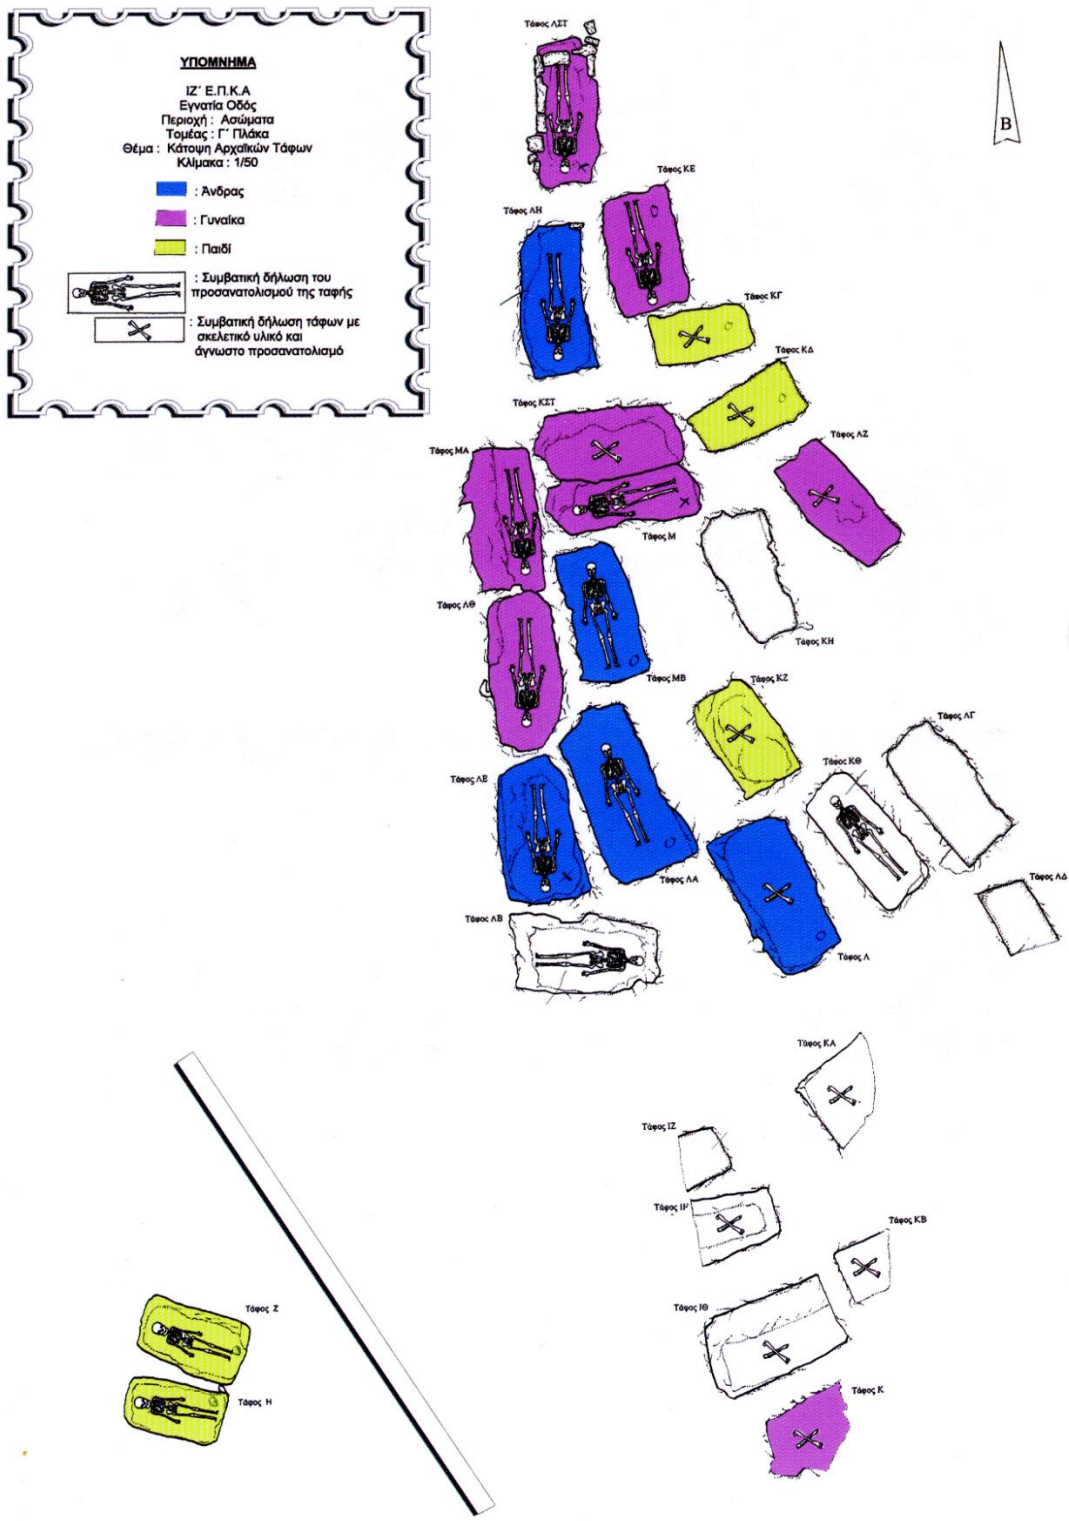 ΥΠΟΜΝΗΜΑ
ΙΖ΄ Ε.Π.Κ.Α
Εγνατία Οδός
Περιοχή : Ασώματα
Τομέας : Γ΄ Πλάκα
Θέμα : Κάτοψη Αρχαϊκών Τάφων
Κλίμακα : 1/50
: Άνδρας
: Γυναίκα
: Παιδί
: Συμβατική δήλωση του
προσανατολισμού της ταφής
: Συμβατική δήλωση τάφων με
σκελετικό υλικό και
άγνωστο προσανατολισμό
Β
Τάφος ΛΣΤ
Τάφος ΚΕ
Τάφος ΛΗ
Τάφος ΚΓ
Τάφος ΚΔ
Τάφος ΚΣΤ
Τάφος ΛΖ
Τάφος ΜΑ
Τάφος Μ
Τάφος ΛΘ
Τάφος ΚΗ
Τάφος ΜΒ
Τάφος ΚΖ
Τάφος ΛΓ
Τάφος ΚΘ
Τάφος ΛΕ
Τάφος ΛΑ
Τάφος ΛΔ
Τάφος ΛΒ
Τάφος Λ
Τάφος ΚΑ
Τάφος ΙΖ
Τάφος ΙΗ
Τάφος ΚΒ
Τάφος Ζ
Τάφος ΙΘ
Τάφος Κ
Τάφος Η